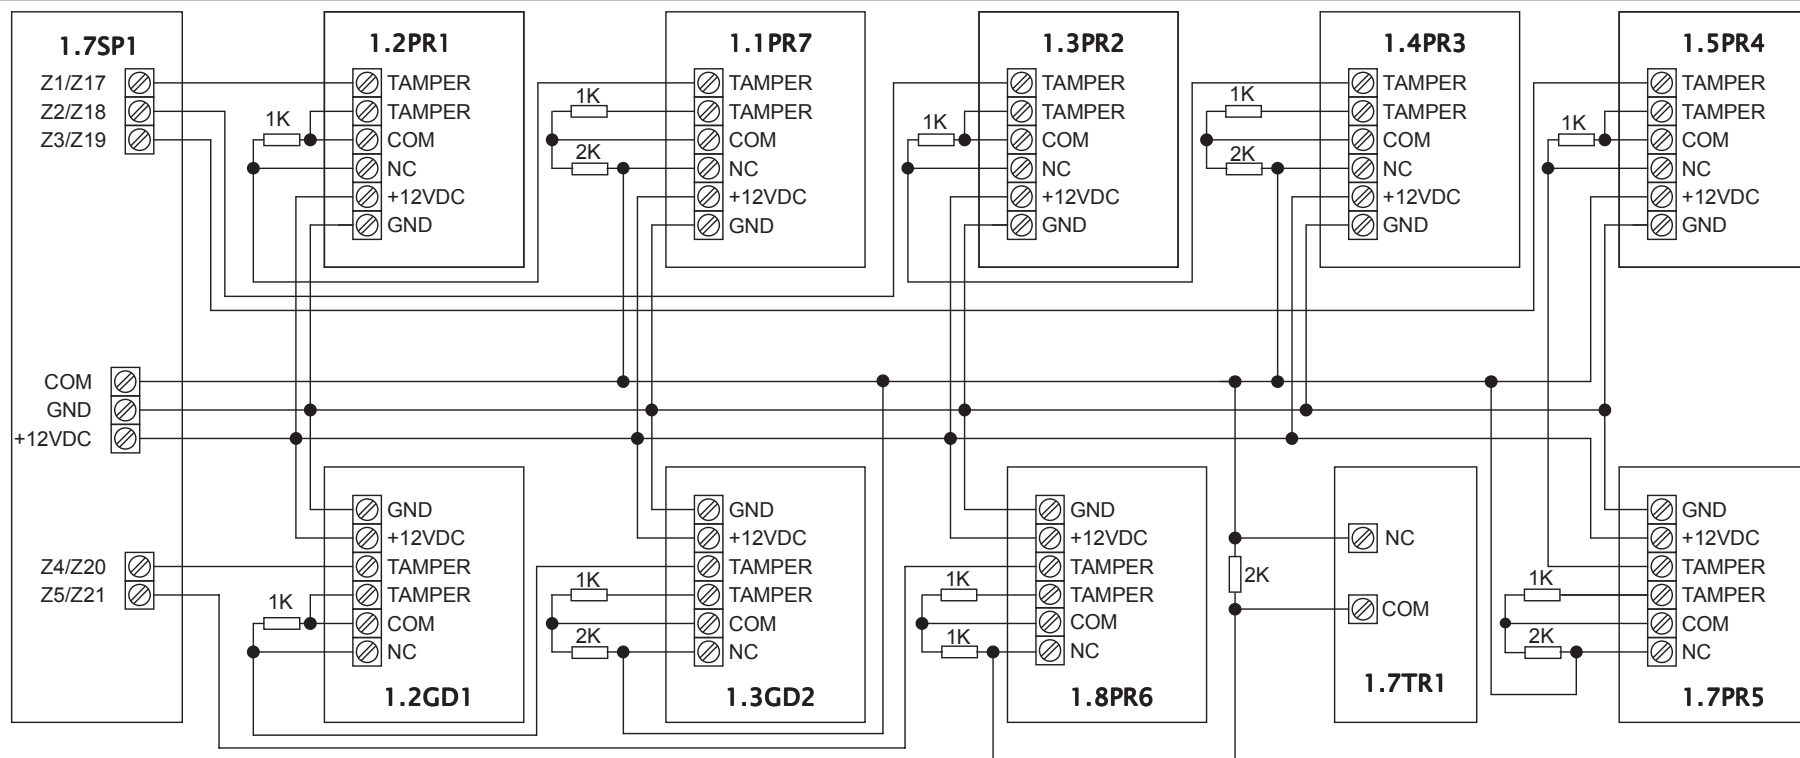 1.7SP1
Z1/Z17
Z2/Z18
Z3/Z19
COM
GND
+12VDC
Z4/Z20
Z5/Z21
1.2PR1
TAMPER
TAMPER
1K
COM
NC
+12VDC
GND
1.1PR7
TAMPER
1K
TAMPER
COM
2K
NC
+12VDC
GND
1.3PR2
TAMPER
TAMPER
1K
COM
NC
+12VDC
GND
1.4PR3
TAMPER
1K
TAMPER
COM
2K
NC
+12VDC
GND
1.5PR4
TAMPER
TAMPER
1K
COM
NC
+12VDC
GND
GND
+12VDC
TAMPER
TAMPER
1K
COM
NC
1.2GD1
GND
+12VDC
TAMPER
1K
TAMPER
COM
2K
NC
1.3GD2
GND
+12VDC
TAMPER
1K
TAMPER
COM
1K
NC
1.8PR6
NC
2K
COM
1.7TR1
GND
+12VDC
TAMPER
1K
TAMPER
COM
2K
NC
1.7PR5